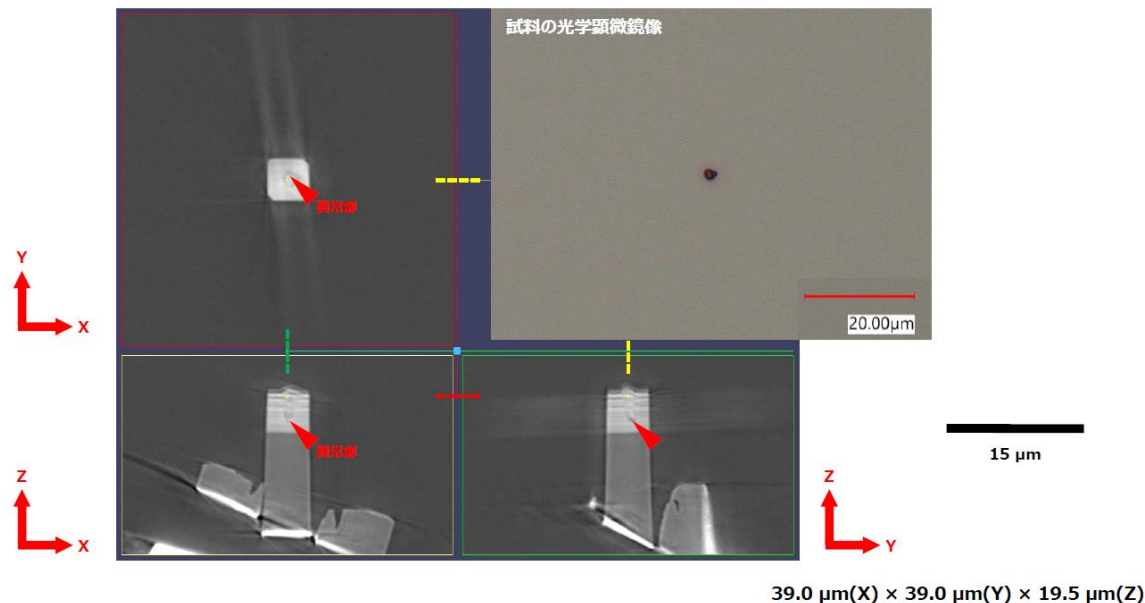 試料の光学顕微鏡像
異常部
Y
X
20.00μm
異常部
15 μm
Z
X
Z
Y
39.0 μm(X) × 39.0 μm(Y) × 19.5 μm(Z)